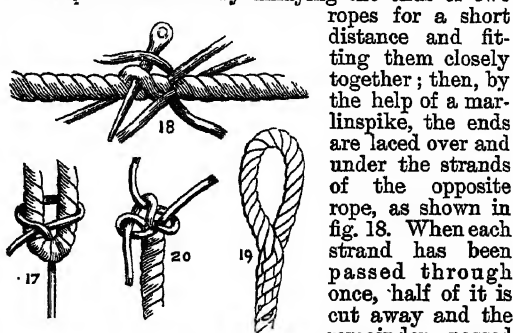 ropes for a short
distance and fit-
ting them closely
together; then, by
the help of a mar-
linspike, the ends
are laced over and
under the strands
of the opposite
rope, as shown in
fig. 18. When each
strand has been
passed through
once, half of it is
cut away and the
remainder passed
18
17
20
19